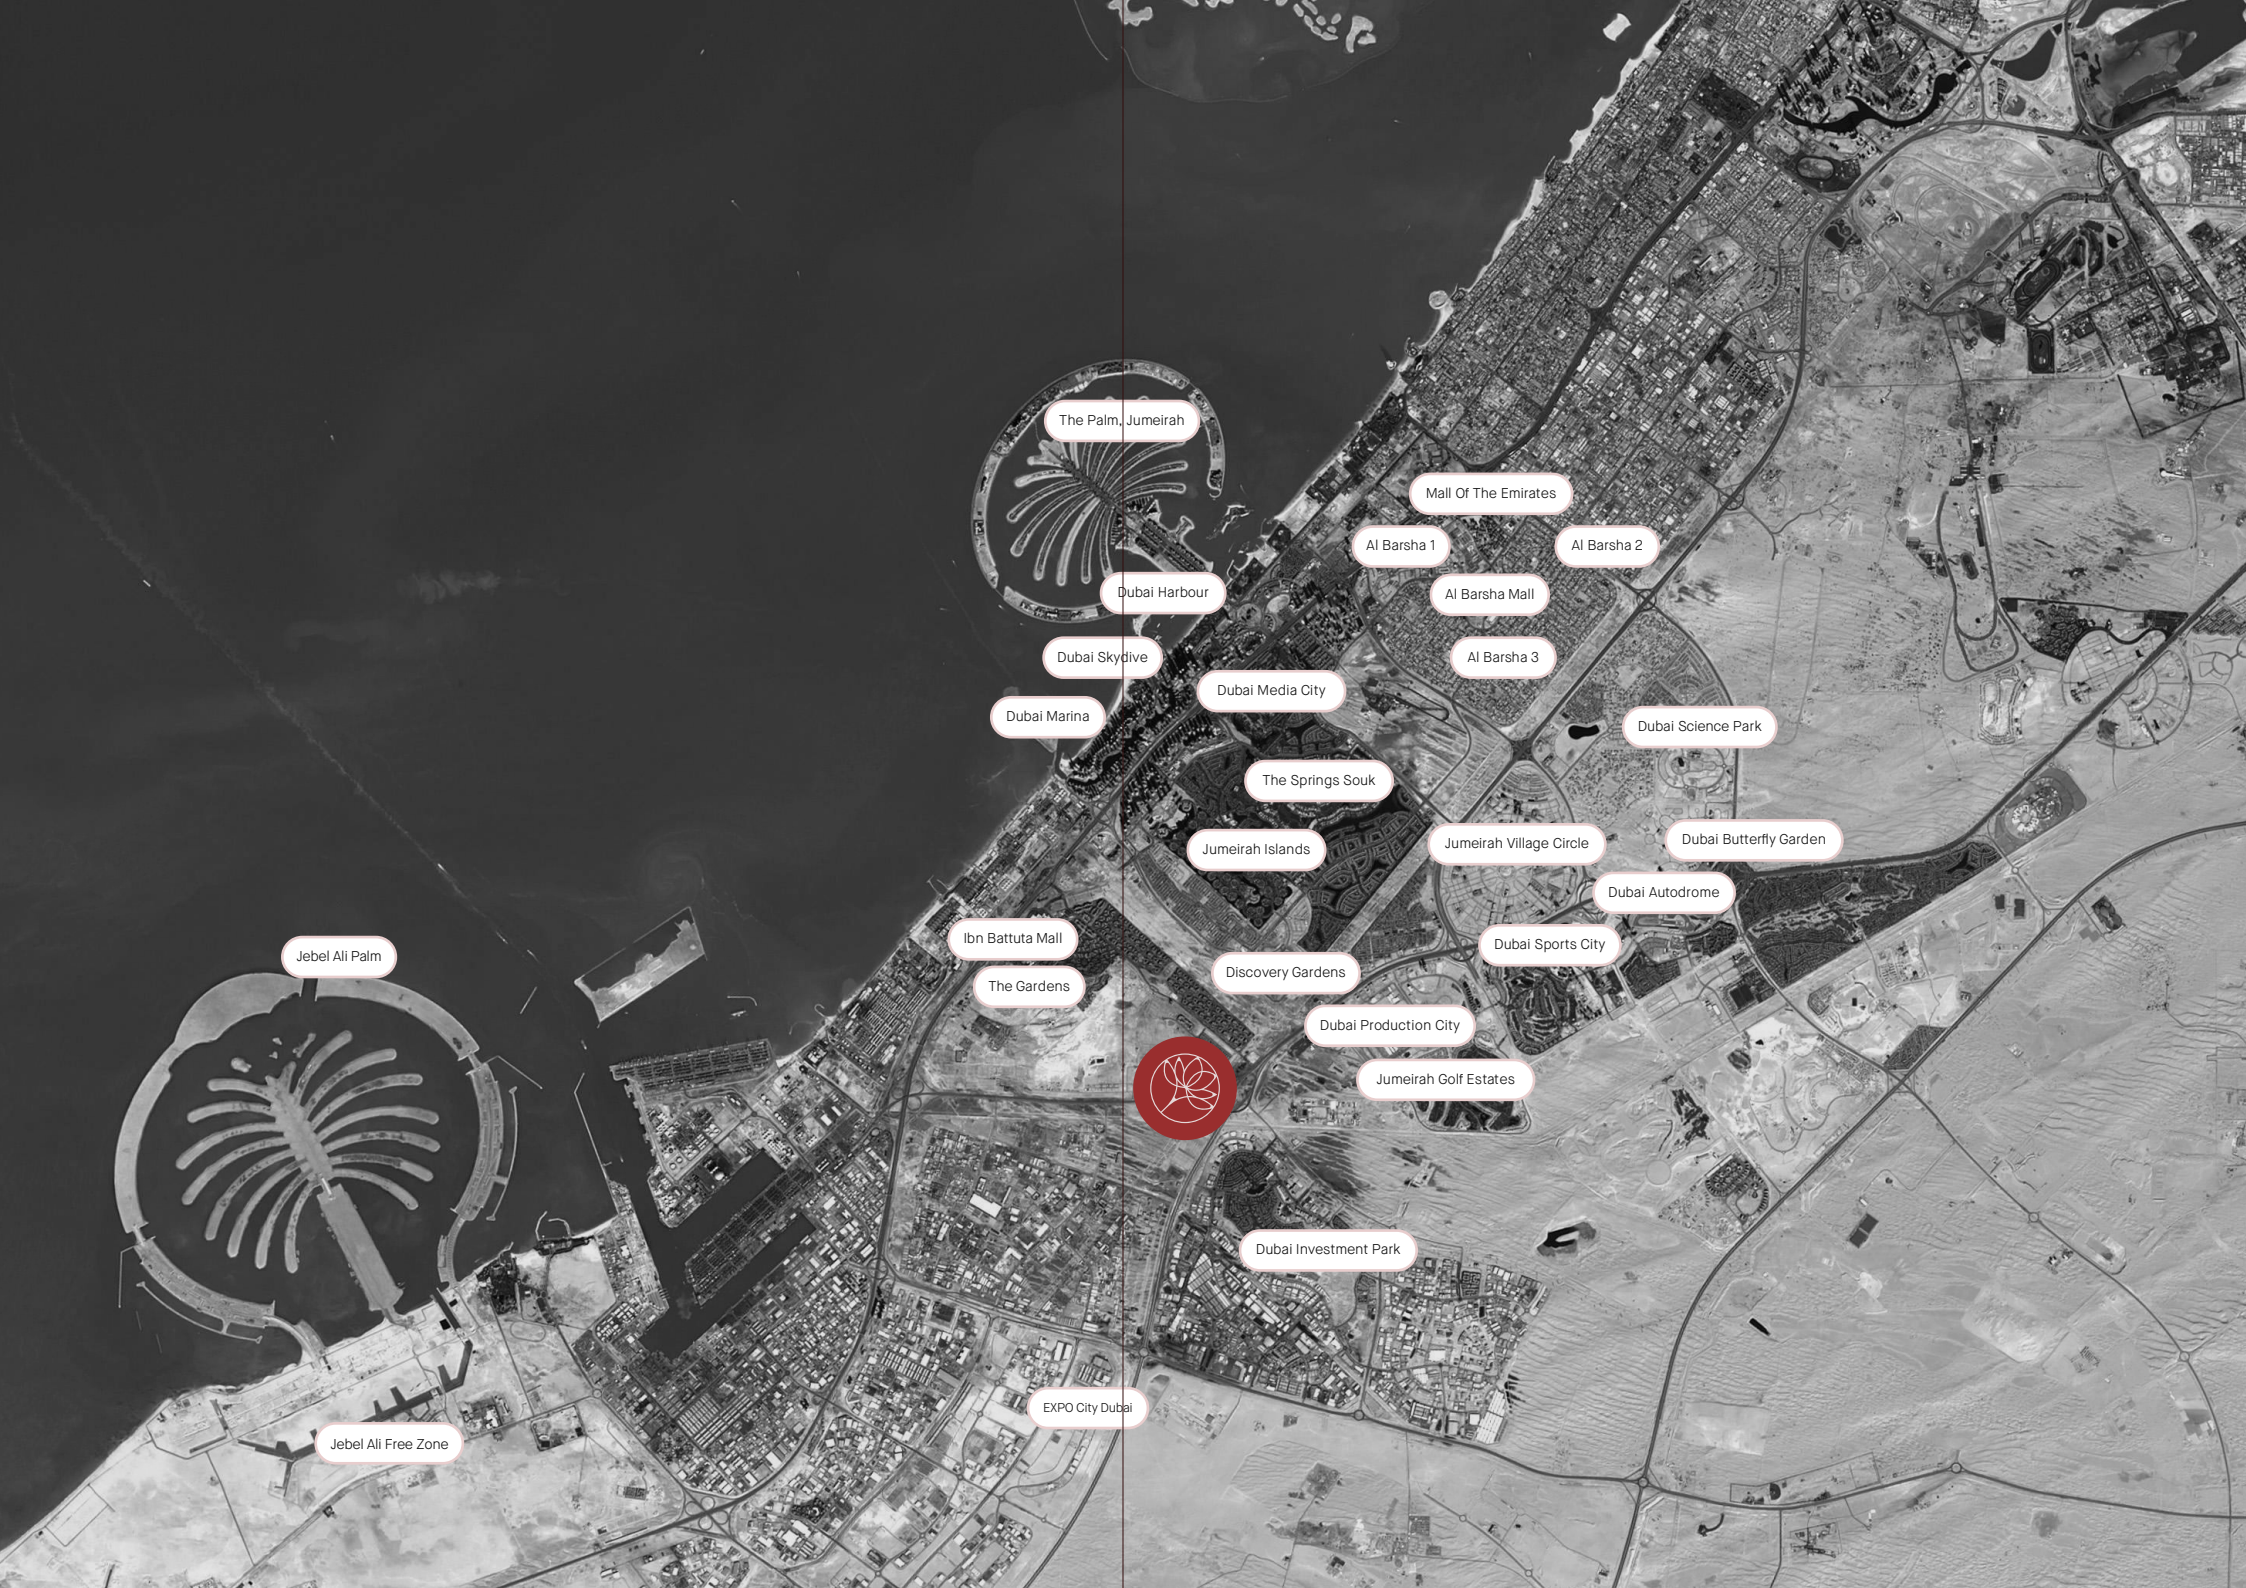 The Palm, Jumeirah
Mall Of The Emirates
Al Barsha 1
Al Barsha 2
Dubai Harbour
Al Barsha Mall
Dubai Skydive
Al Barsha 3
Dubai Media City
Dubai Marina
Dubai Science Park
The Springs Souk
Jumeirah Islands
Jumeirah Village Circle
Dubai Butterfly Garden
Dubai Autodrome
Ibn Battuta Mall
Dubai Sports City
Jebel Ali Palm
Discovery Gardens
The Gardens
Dubai Production City
Jumeirah Golf Estates
Dubai Investment Park
EXPO City Dubai
Jebel Ali Free Zone